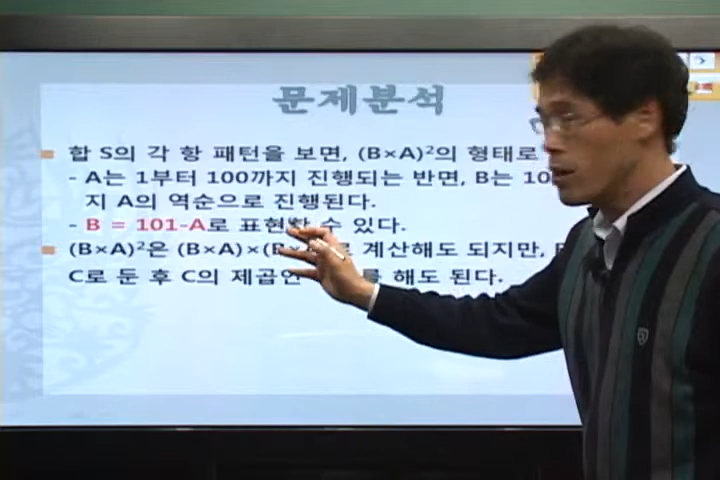 문제분석
합 S의 각 항 패턴을 보면, (B×A)²의 형태로
- A는 1부터 100까지 진행되는 반면, B는 10
지 A의 역순으로 진행된다.
- B = 101-A로 표현할 수 있다.
(B×A)²은 (B×A)×(B×A)로 계산해도 되지만,
C로 둔 후 C의 제곱인 를 해도 된다.